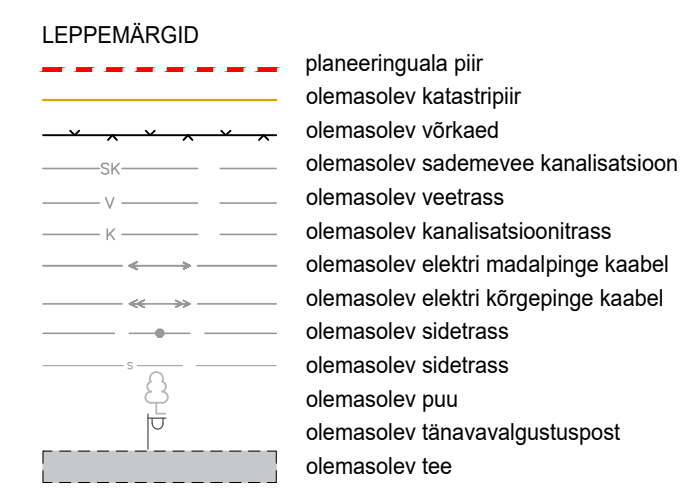 LEPPEMÄRGID
planeeringuala piir
olemasolev katastripiir
olemasolev võrkaed
SK olemasolev sademevee kanalisatsioon
V olemasolev veetrass
K olemasolev kanalisatsioonitrass
olemasolev elektri madalpinge kaabel
olemasolev elektri kõrgepinge kaabel
olemasolev sidetrass
s olemasolev sidetrass
olemasolev puu
olemasolev tänavavalgustuspost
olemasolev tee